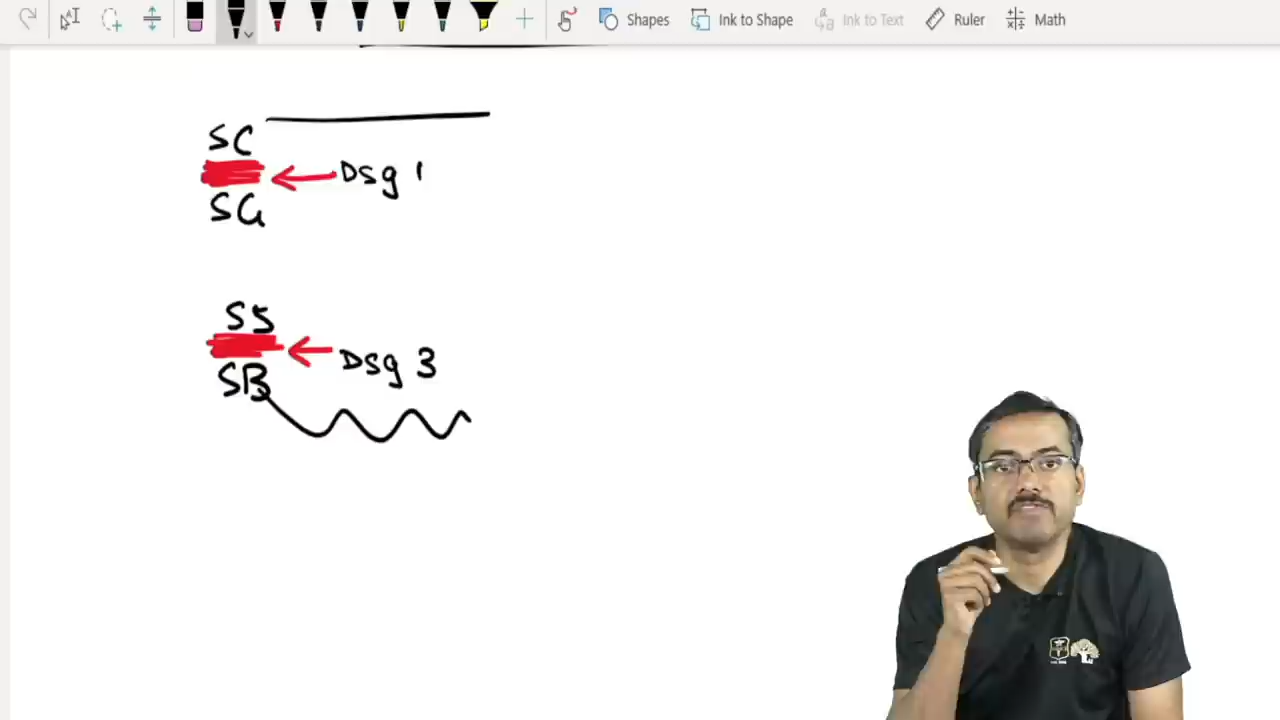 Shapes
Ink to Shape
Ink to Text
Ruler
Math
SC
Dsg 1
SG
SS
Dsg 3
SB